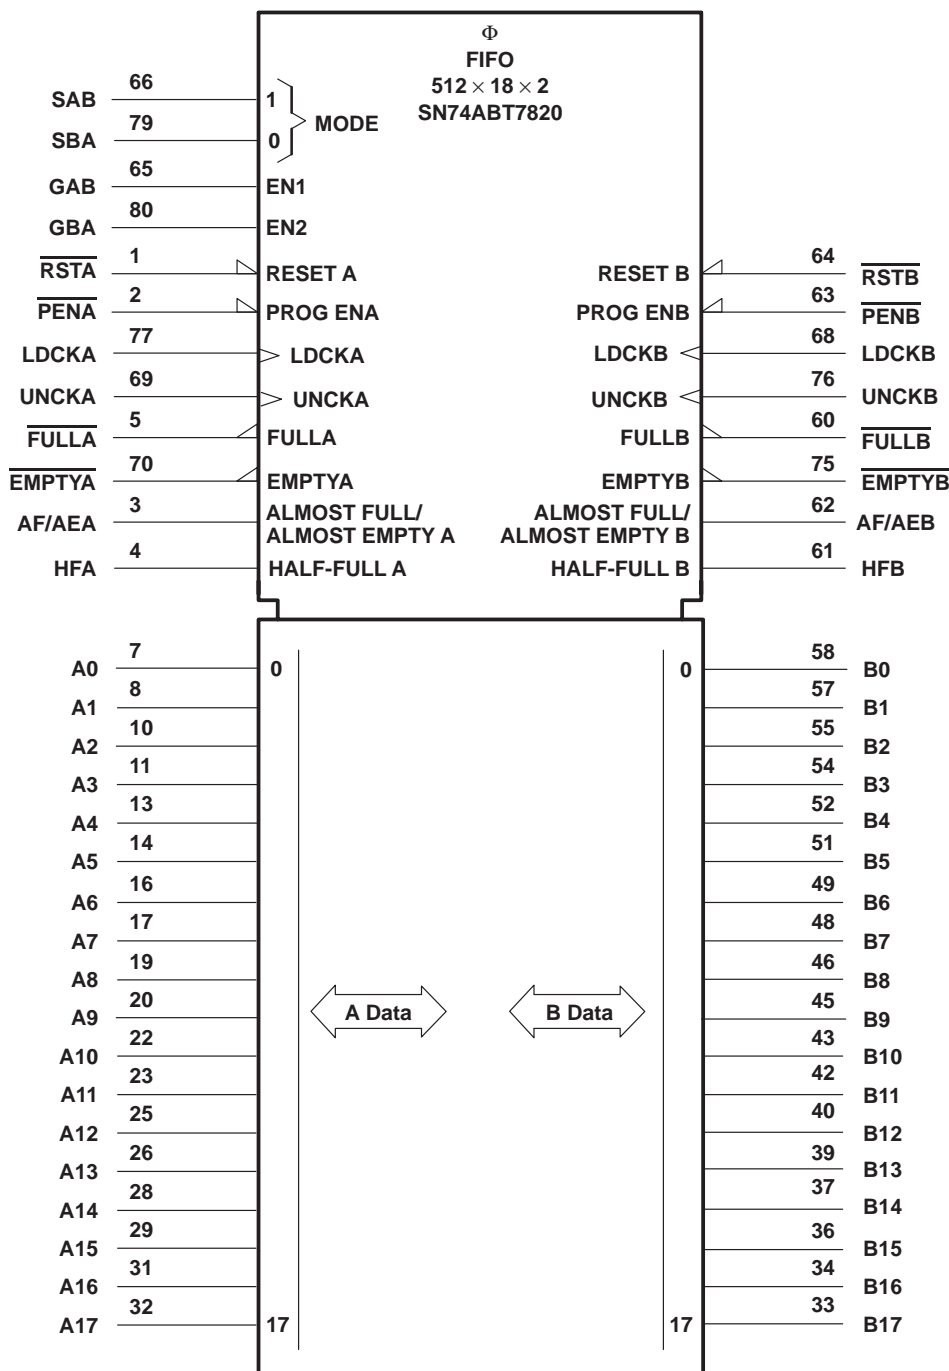 Φ
FIFO
512 × 18 × 2
SN74ABT7820
SAB 66 1
SBA 79 0
MODE
GAB 65 EN1
GBA 80 EN2
RSTA 1 RESET A RESET B 64 RSTB
PENA 2 PROG ENA PROG ENB 63 PENB
LDCKA 77 LDCKA LDCKB 68 LDCKB
UNCKA 69 UNCKA UNCKB 76 UNCKB
FULLA 5 FULLA FULLB 60 FULLB
EMPTYA 70 EMPTYA EMPTYB 75 EMPTYB
AF/AEA 3 ALMOST FULL/ ALMOST FULL/ 62 AF/AEB
ALMOST EMPTY A ALMOST EMPTY B
HFA 4 HALF-FULL A HALF-FULL B 61 HFB
A0 7 0 0 58 B0
A1 8 57 B1
A2 10 55 B2
A3 11 54 B3
A4 13 52 B4
A5 14 51 B5
A6 16 49 B6
A7 17 48 B7
A8 19 46 B8
A9 20 A Data B Data 45 B9
A10 22 43 B10
A11 23 42 B11
A12 25 40 B12
A13 26 39 B13
A14 28 37 B14
A15 29 36 B15
A16 31 34 B16
A17 32 17 17 33 B17